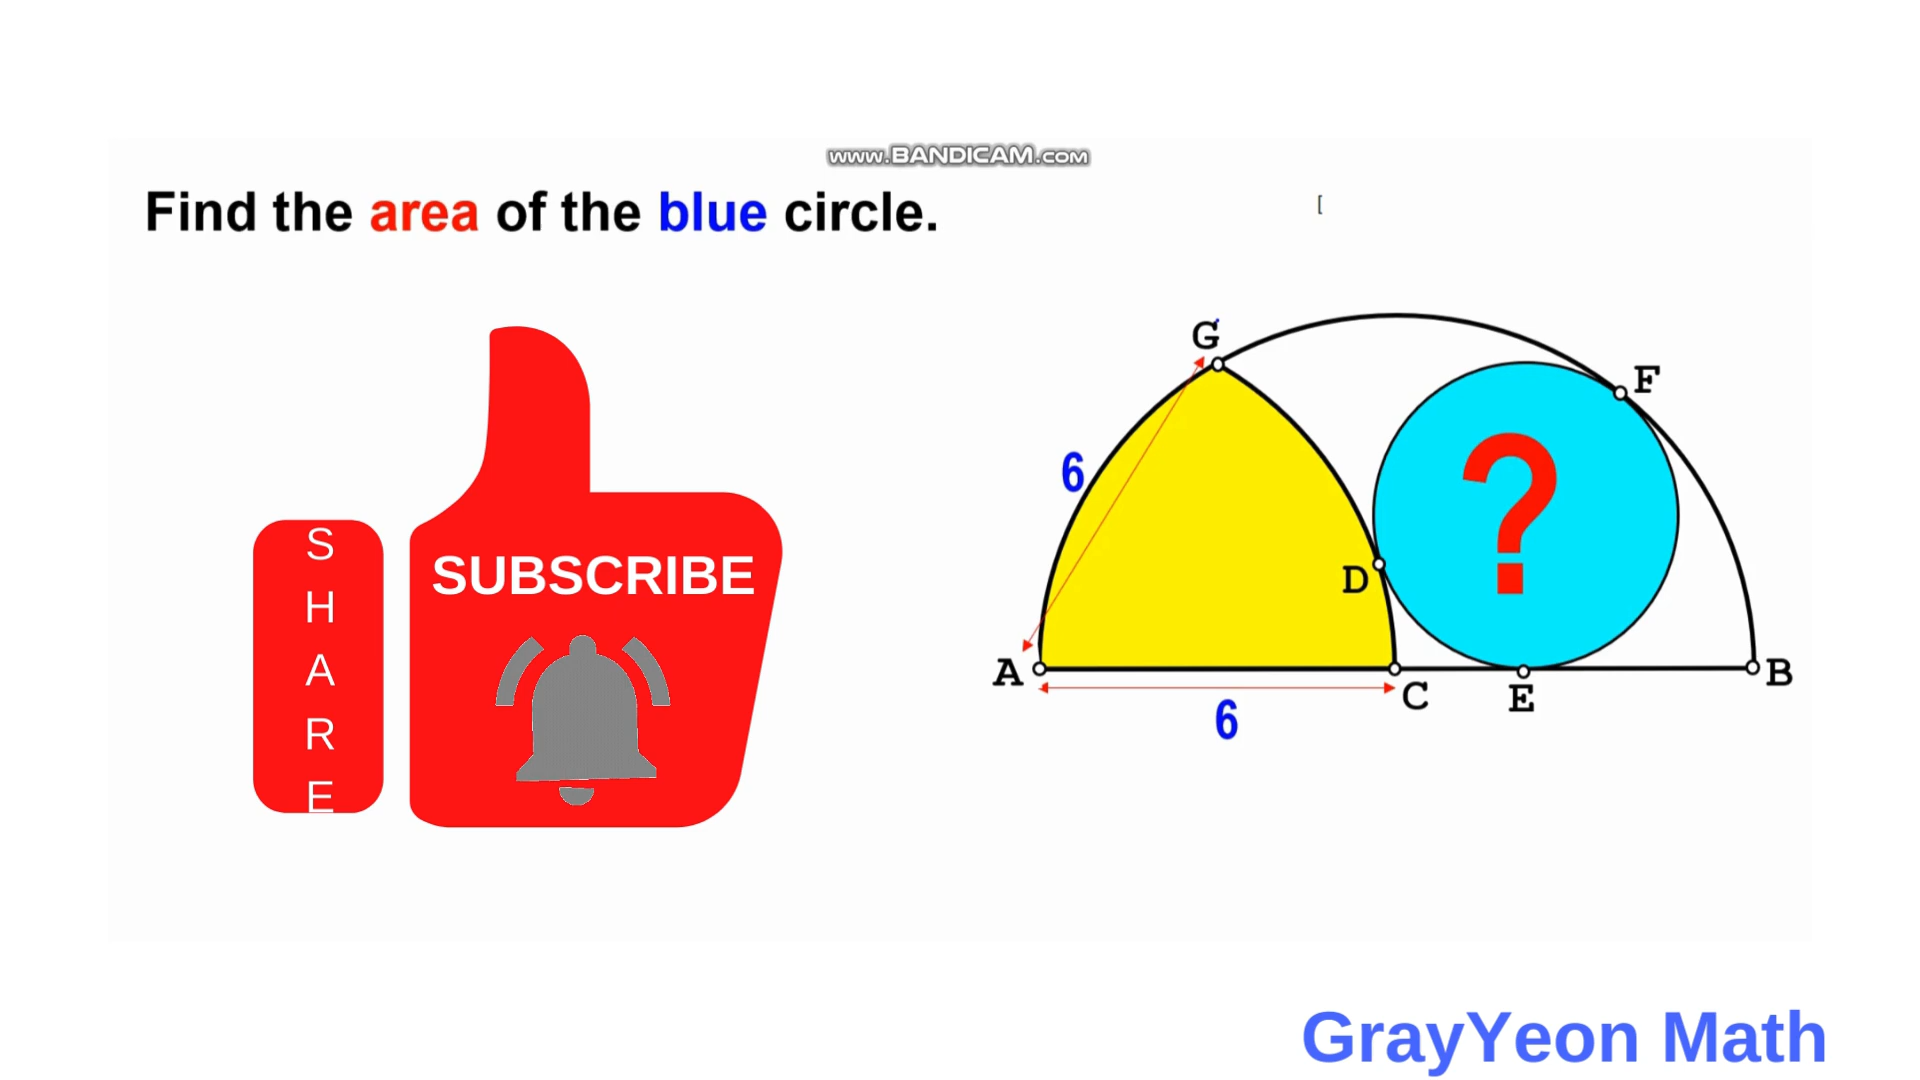 www.BANDICAM.com
Find the area of the blue circle.
[
G
F
6
?
S
H
A
R
E
SUBSCRIBE
D
A
C
E
B
6
GrayYeon Math